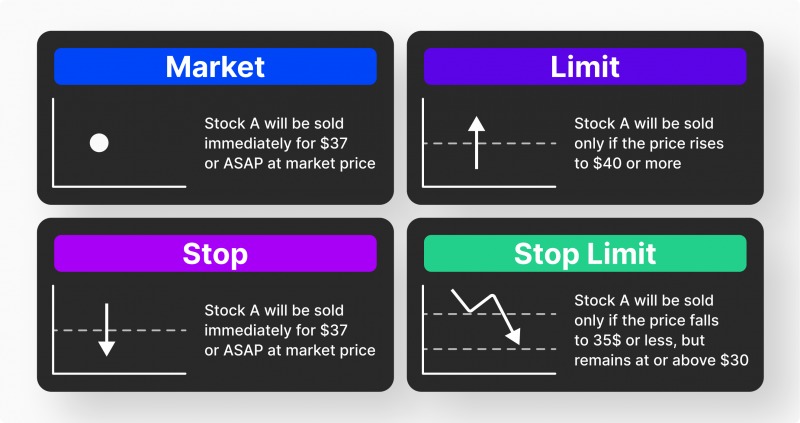 Market
Stock A will be sold
immediately for $37
or ASAP at market price
Limit
Stock A will be sold
only if the price rises
to $40 or more
Stop
Stock A will be sold
immediately for $37
or ASAP at market price
Stop Limit
Stock A will be sold
only if the price falls
to 35$ or less, but
remains at or above $30